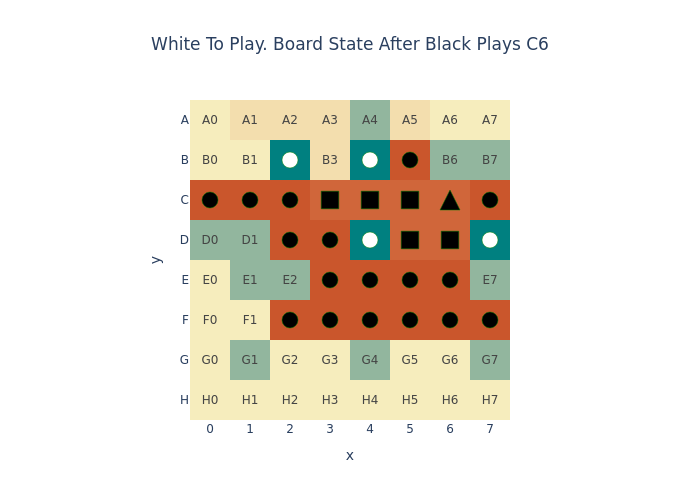 White To Play. Board State After Black Plays C6
A A0 A1 A2 A3 A4 A5 A6 A7
B B0 B1 B3 B6 B7
C
D D0 D1
E E0 E1 E2 E7
F F0 F1
G G0 G1 G2 G3 G4 G5 G6 G7
H H0 H1 H2 H3 H4 H5 H6 H7
0 1 2 3 4 5 6 7
x
y